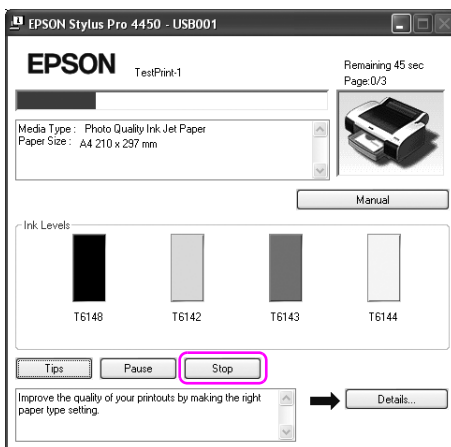 EPSON Stylus Pro 4450 - USB001
EPSON
TestPrint-1
Remaining 45 sec
Page:0/3
Media Type : Photo Quality Ink Jet Paper
Paper Size : A4 210 x 297 mm
Manual
Ink Levels
T6148 T6142 T6143 T6144
Tips Pause Stop
Improve the quality of your printouts by making the right
paper type setting.
Details...